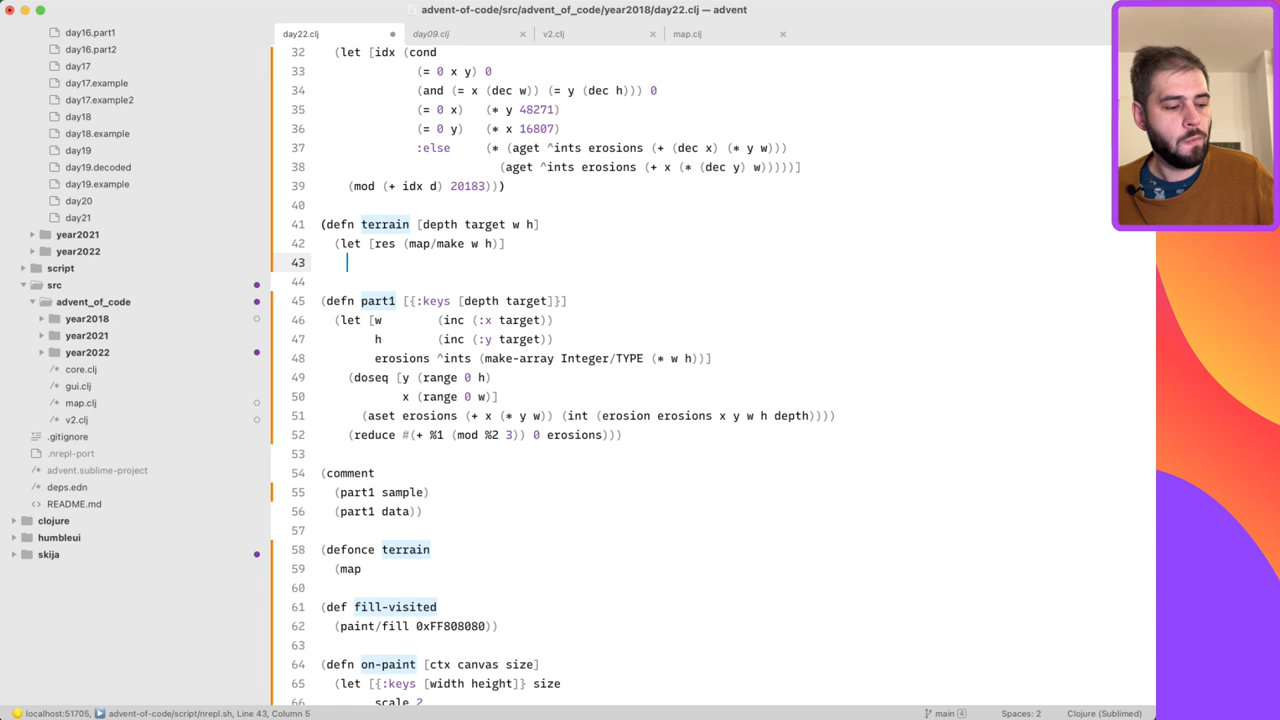 advent-of-code/src/advent_of_code/year2018/day22.clj — advent
day16.part1
day16.part2
day17
day17.example
day17.example2
day18
day18.example
day19
day19.decoded
day19.example
day20
day21
year2021
year2022
script
src
advent_of_code
year2018
year2021
year2022
core.clj
gui.clj
map.clj
v2.clj
.gitignore
.nrepl-port
advent.sublime-project
deps.edn
README.md
clojure
humbleui
skija
day22.clj
day09.clj
v2.clj
map.clj
32 (let [idx (cond
33 (= 0 x y) 0
34 (and (= x (dec w)) (= y (dec h))) 0
35 (= 0 x) (* y 48271)
36 (= 0 y) (* x 16807)
37 :else (* (aget ^ints erosions (+ (dec x) (* y w)))
38 (aget ^ints erosions (+ x (* (dec y) w)))))]
39 (mod (+ idx d) 20183)))
40
41 (defn terrain [depth target w h]
42 (let [res (map/make w h)]
43
44
45 (defn part1 [{:keys [depth target]}]
46 (let [w (inc (:x target))
47 h (inc (:y target))
48 erosions ^ints (make-array Integer/TYPE (* w h))]
49 (doseq [y (range 0 h)
50 x (range 0 w)]
51 (aset erosions (+ x (* y w)) (int (erosion erosions x y w h depth))))
52 (reduce #(+ %1 (mod %2 3)) 0 erosions)))
53
54 (comment
55 (part1 sample)
56 (part1 data))
57
58 (defonce terrain
59 (map
60
61 (def fill-visited
62 (paint/fill 0xFF808080))
63
64 (defn on-paint [ctx canvas size]
65 (let [{:keys [width height]} size
66 scale 2
localhost:51705, advent-of-code/script/nrepl.sh, Line 43, Column 5
main 4
Spaces: 2
Clojure (Sublimed)